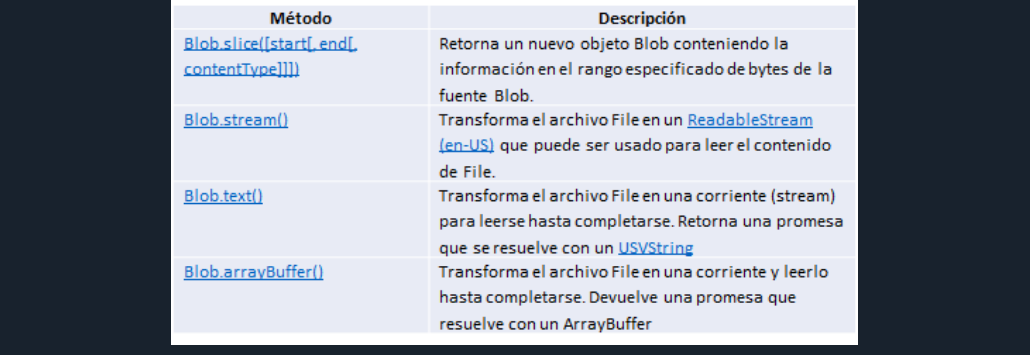 Método
Descripción
Blob.slice([start[, end[,
contentType]]])
Retorna un nuevo objeto Blob conteniendo la
información en el rango especificado de bytes de la
fuente Blob.
Blob.stream()
Transforma el archivo File en un ReadableStream
(en-US) que puede ser usado para leer el contenido
de File.
Blob.text()
Transforma el archivo File en una corriente (stream)
para leerse hasta completarse. Retorna una promesa
que se resuelve con un USVString
Blob.arrayBuffer()
Transforma el archivo File en una corriente y leerlo
hasta completarse. Devuelve una promesa que
resuelve con un ArrayBuffer